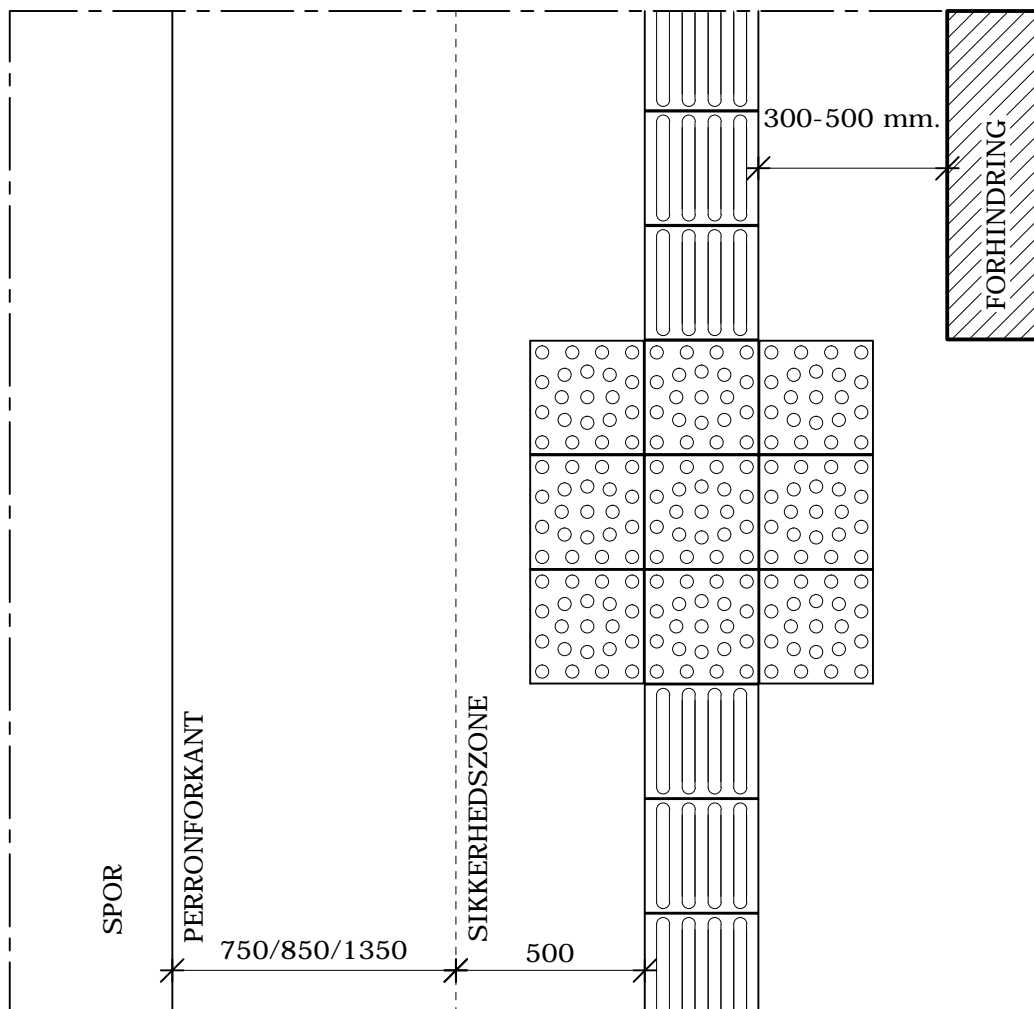 300-500 mm.
FORHINDRING
SPOR
PERRONFORKANT
SIKKERHEDSZONE
750/850/1350
500